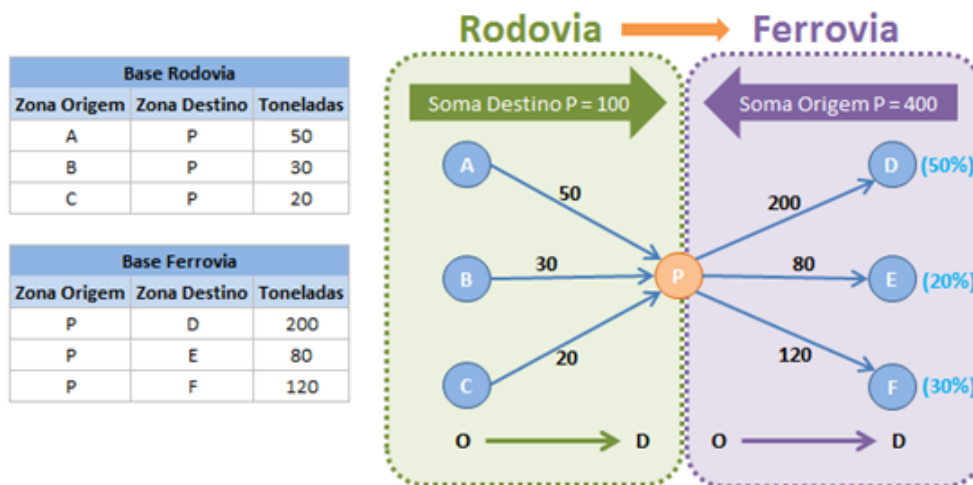 Rodovia Ferrovia
Base Rodovia
Zona Origem Zona Destino Toneladas
A P 50
B P 30
C P 20
Base Ferrovia
Zona Origem Zona Destino Toneladas
P D 200
P E 80
P F 120
Soma Destino P = 100
Soma Origem P = 400
A
50
B
30
C
20
P
200
D (50%)
80
E (20%)
120
F (30%)
O D
O D